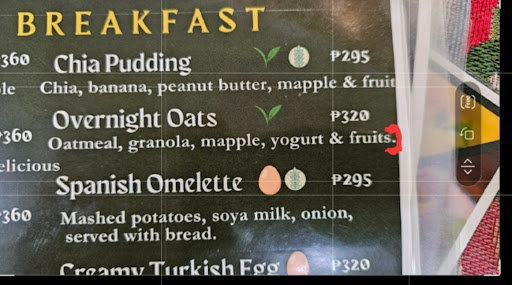 BREAKFAST
360 Chia Pudding ₱295
Chia, banana, peanut butter, mapple & fruit
Overnight Oats ₱320
₱360 Oatmeal, granola, mapple, yogurt & fruits.
elicious
Spanish Omelette ₱295
₱360 Mashed potatoes, soya milk, onion,
served with bread.
Creamy Turkish Egg ₱320